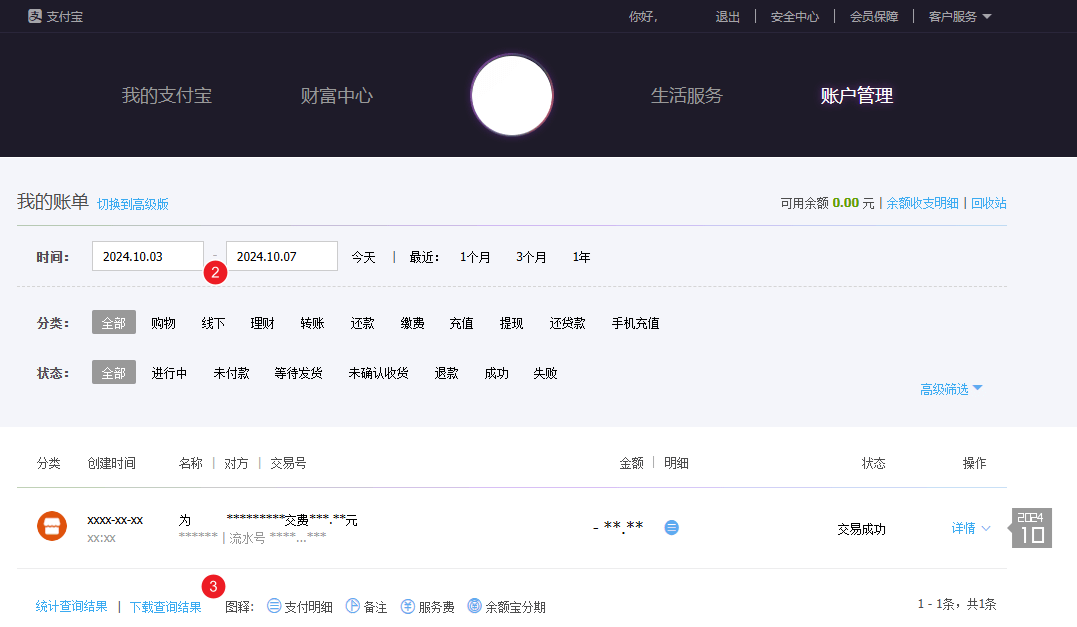 支 支付宝 你好, 退出 | 安全中心 | 会员保障 | 客户服务
我的支付宝 财富中心 生活服务 账户管理
我的账单 切换到高级版 可用余额 0.00 元 | 余额收支明细 | 回收站
时间： 2024.10.03 - 2024.10.07 今天 | 最近： 1个月 3个月 1年
2
分类： 全部 购物 线下 理财 转账 还款 缴费 充值 提现 还贷款 手机充值
状态： 全部 进行中 未付款 等待发货 未确认收货 退款 成功 失败
高级筛选
分类 创建时间 名称 | 对方 | 交易号 金额 | 明细 状态 操作
xxxx-xx-xx 为 *********交费***.**元
xx:xx ****** | 流水号 ****...***
- **.** 交易成功 详情
2024
10
3
统计查询结果 | 下载查询结果 图释: 支付明细 备注 服务费 余额宝分期 1 - 1条，共1条